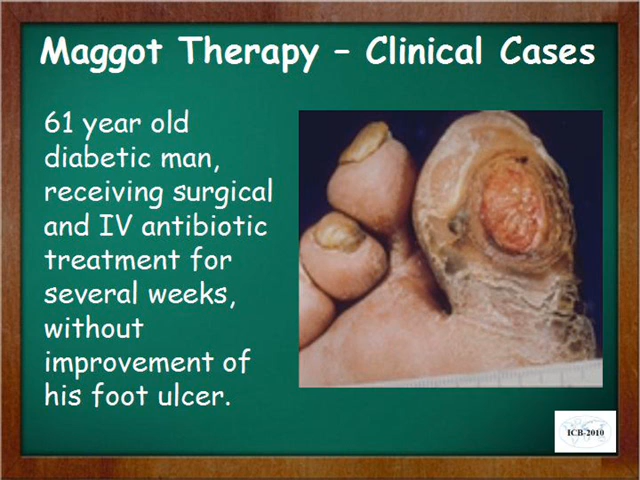 Maggot Therapy – Clinical Cases
61 year old
diabetic man,
receiving surgical
and IV antibiotic
treatment for
several weeks,
without
improvement of
his foot ulcer.
ICB-2010